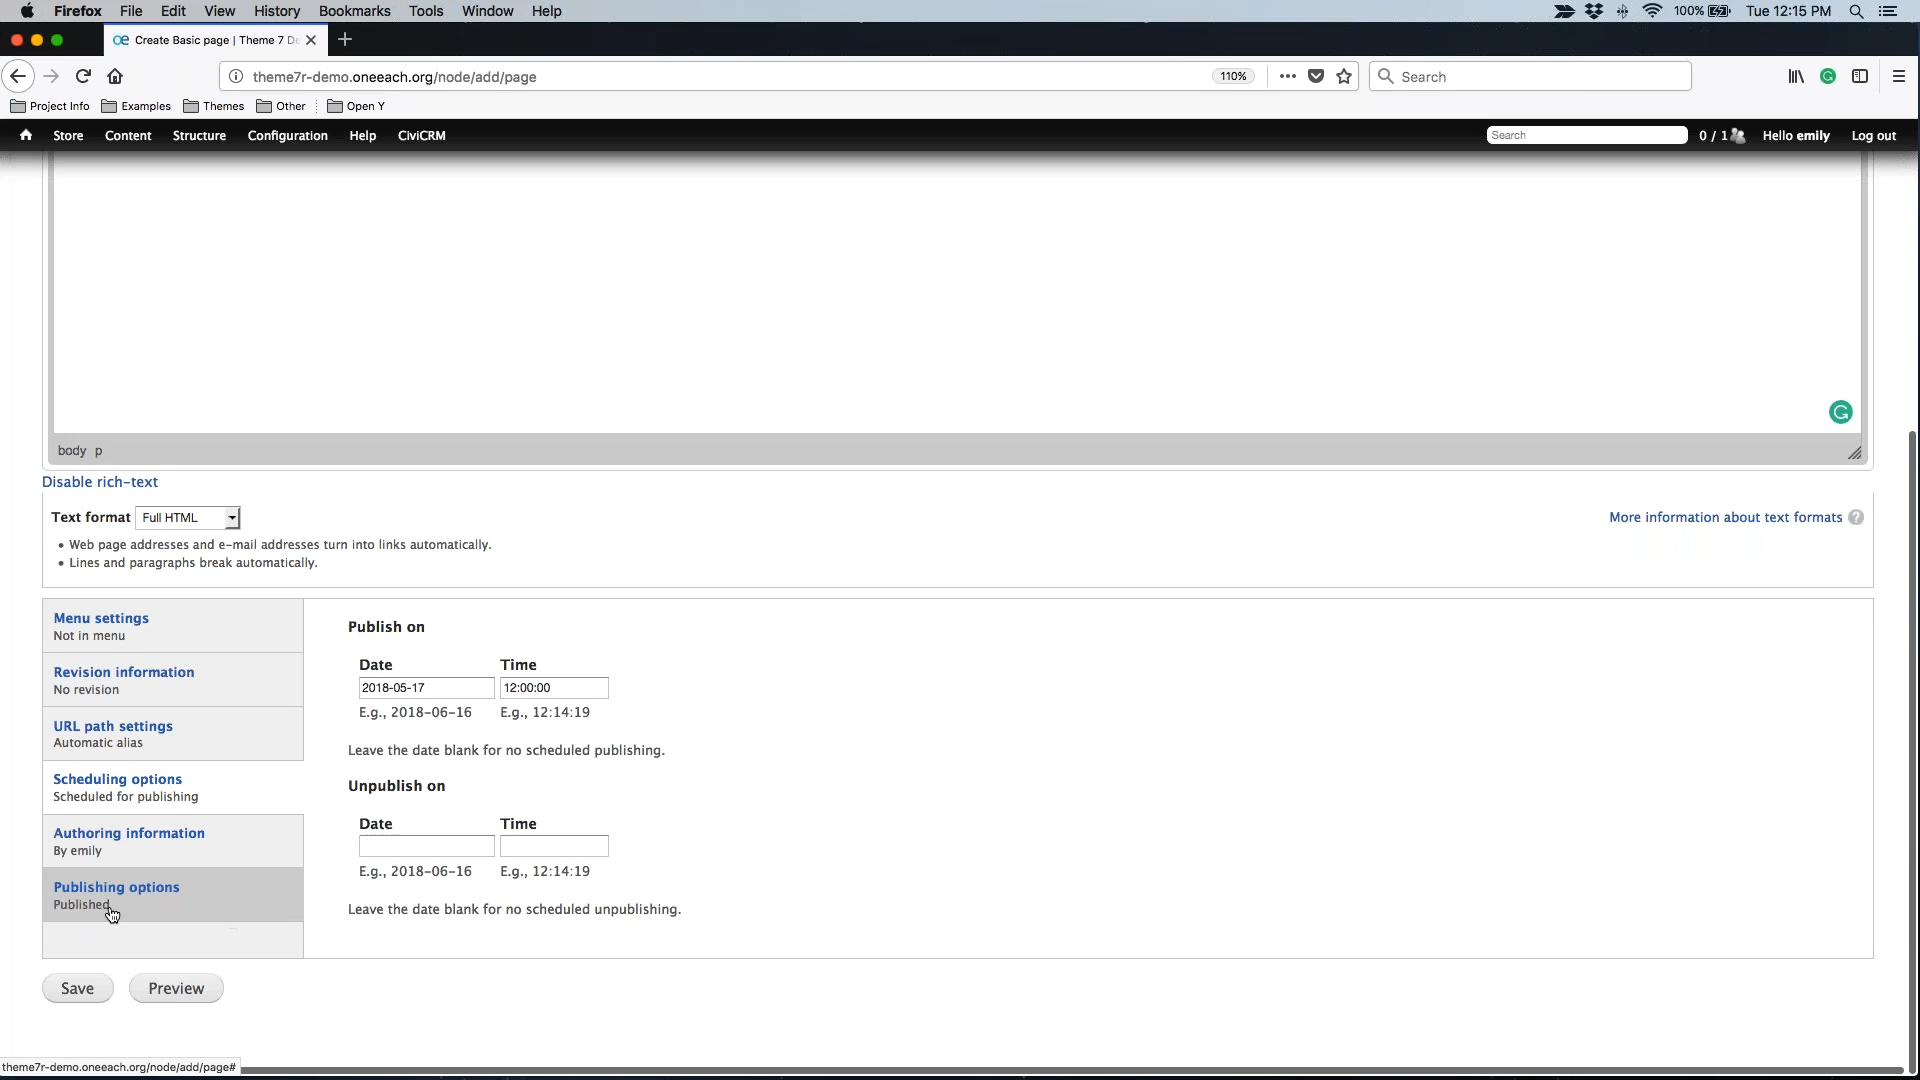 Firefox File Edit View History Bookmarks Tools Window Help 100% Tue 12:15 PM
Create Basic page | Theme 7 De
theme7r-demo.oneeach.org/node/add/page 110% Search
Project Info Examples Themes Other Open Y
Store Content Structure Configuration Help CiviCRM Search 0 / 1 Hello emily Log out
body p
Disable rich-text
Text format Full HTML More information about text formats ?
• Web page addresses and e-mail addresses turn into links automatically.
• Lines and paragraphs break automatically.
Menu settings
Not in menu
Revision information
No revision
URL path settings
Automatic alias
Scheduling options
Scheduled for publishing
Authoring information
By emily
Publishing options
Published
Publish on
Date Time
2018-05-17 12:00:00
E.g., 2018-06-16 E.g., 12:14:19
Leave the date blank for no scheduled publishing.
Unpublish on
Date Time
E.g., 2018-06-16 E.g., 12:14:19
Leave the date blank for no scheduled unpublishing.
Save Preview
theme7r-demo.oneeach.org/node/add/page#